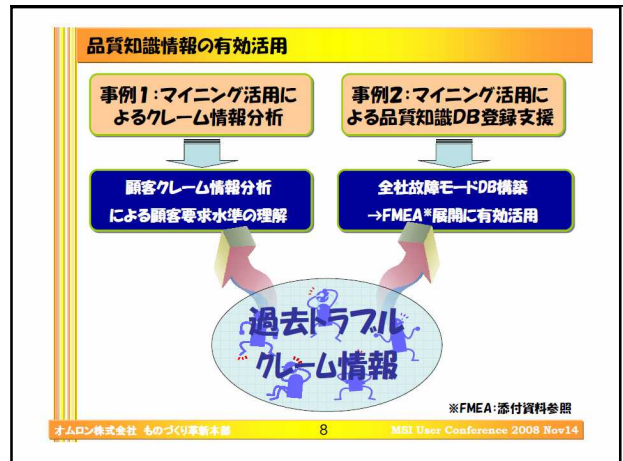 品質知識情報の有効活用
事例1:マイニング活用に
よるクレーム情報分析
事例2:マイニング活用に
よる品質知識DB登録支援
顧客クレーム情報分析
による顧客要求水準の理解
全社故障モードDB構築
→FMEA*展開に有効活用
過去トラブル
クレーム情報
※FMEA:添付資料参照
オムロン株式会社 ものづくり革新本部
8
MSI User Conference 2008 Nov14